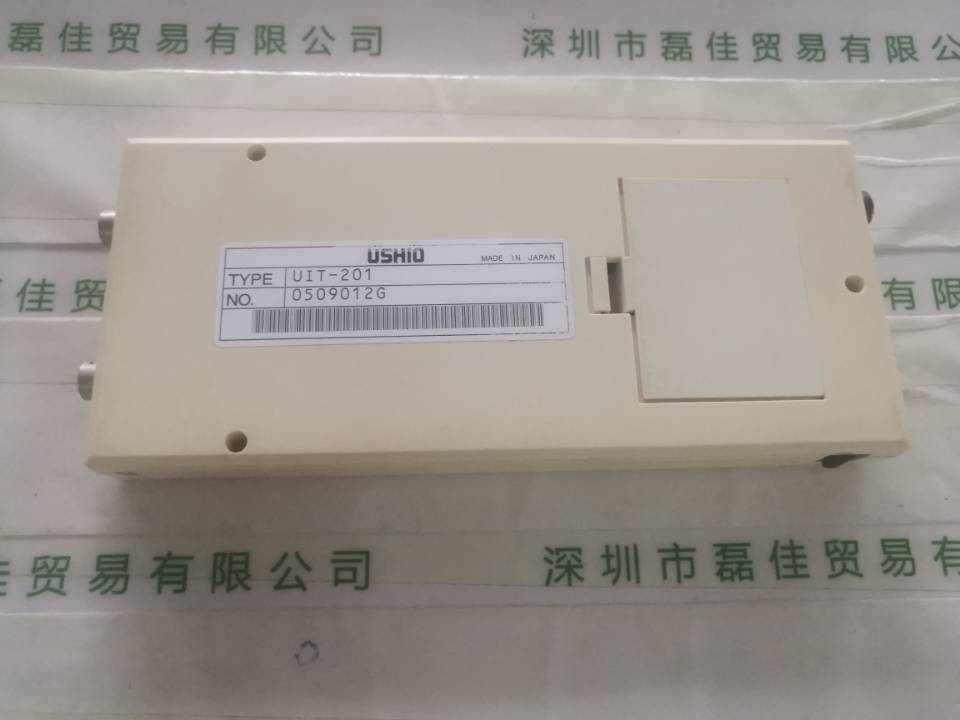 磊佳贸易有限公司
深圳市磊佳贸易有限公
USHIO
MADE IN JAPAN
TYPE UIT-201
NO. 0509012G
佳贸
有限
佳贸易有限公司
深圳市磊佳贸易有